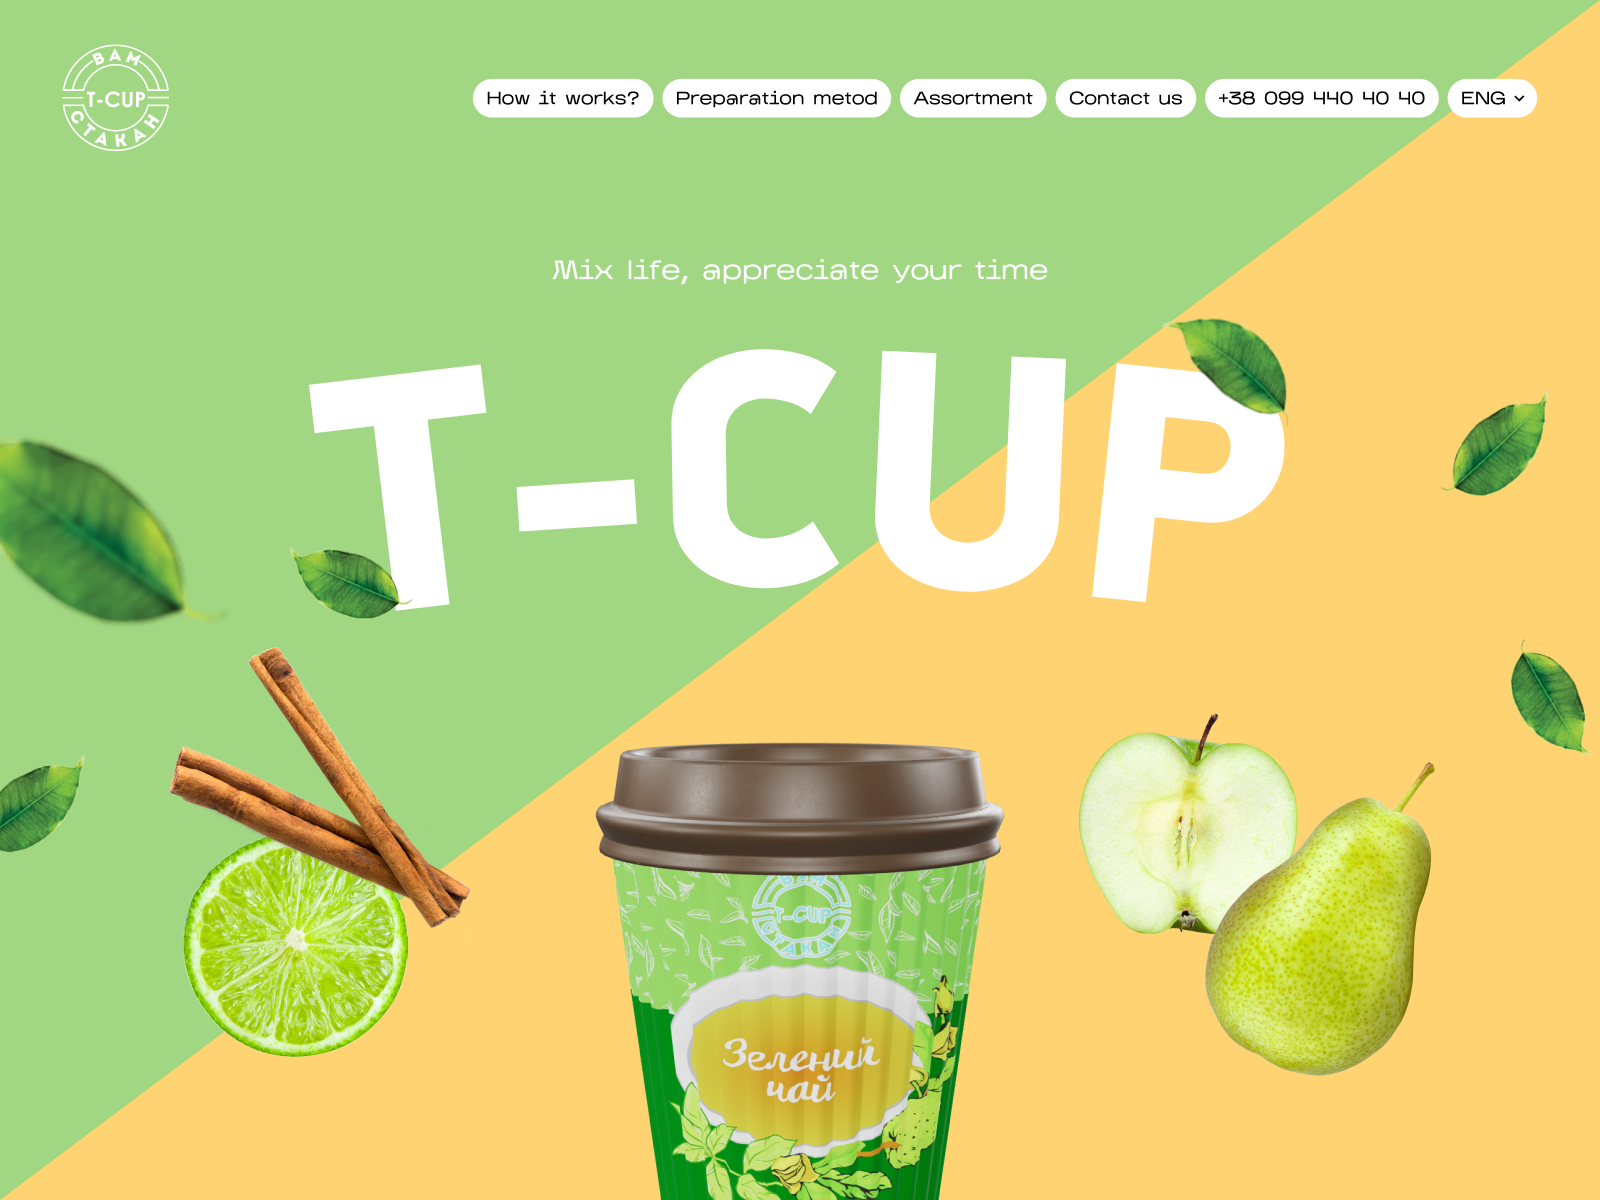 ВАМ
T-CUP
СТАКАН
How it works?
Preparation metod
Assortment
Contact us
+38 099 440 40 40
ENG
Mix life, appreciate your time
T-CUP
ВАМ
T-CUP
СТАКАН
Зелений
чай